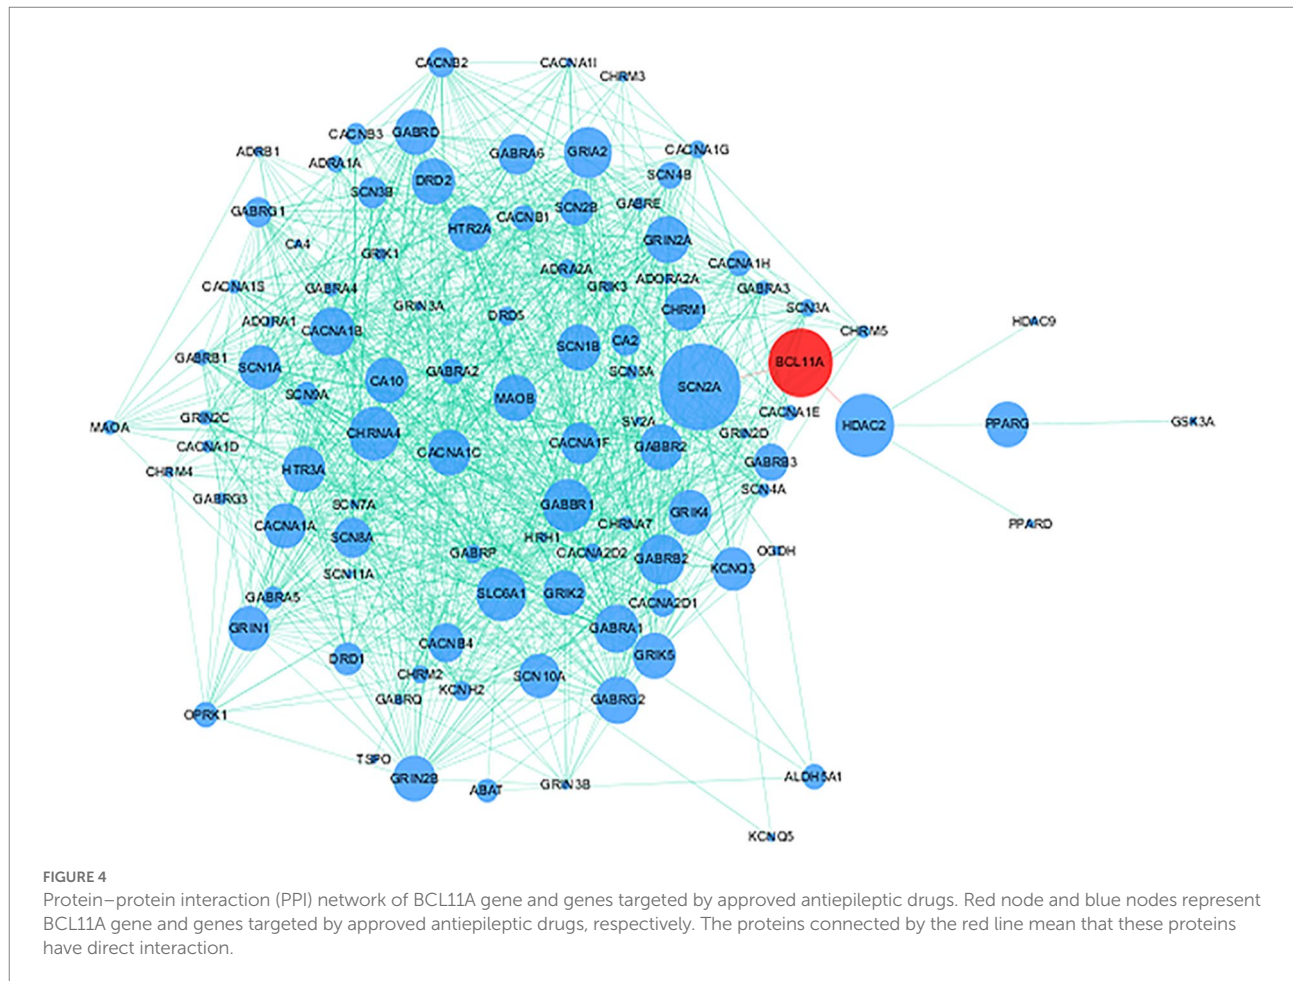 CACNB2
CACNA1I
CHRM3
CACNB3
GABRD
ADRB1
ADRA1A
GABRA6
GRIA2
CACNA1G
SCN3B
DRD2
SCN4B
GABRG1
HTR2A
CACNB1
SCN2B
GABRE
CA4
GRIK1
GRIN2A
ADRA2A
ADORA2A
CACNA1H
CACNA1S
GABRA4
GRIK3
GABRA3
GRIN3A
DRD5
CHRM1
SCN3A
ADORA1
CACNA1B
CHRM5
HDAC9
GABRB1
SCN1A
SCN1B
CA2
BCL11A
CA10
GABRA2
SCN5A
SCN2A
SCN9A
MAOB
MAOA
GRIN2C
SV2A
CACNA1E
CHRNA4
GRIN2D
HDAC2
PPARG
GSK3A
CACNA1D
CACNA1C
CACNA1F
GABBR2
CHRM4
HTR3A
GABRB3
GABRG3
SCN7A
GABBR1
SCN4A
CACNA1A
SCN8A
CHRNA7
GRIK4
PPARD
HRH1
GABRP
CACNA2D2
GABRB2
OGDH
SCN11A
KCNQ3
GABRA5
SLC6A1
GRIK2
CACNA2D1
GRIN1
GABRA1
DRD1
CACNB4
GRIK5
CHRM2
SCN10A
GABRQ
KCNH2
GABRG2
OPRK1
TSPO
GRIN2B
ABAT
GRIN3B
ALDH5A1
KCNQ5
FIGURE 4
Protein–protein interaction (PPI) network of BCL11A gene and genes targeted by approved antiepileptic drugs. Red node and blue nodes represent
BCL11A gene and genes targeted by approved antiepileptic drugs, respectively. The proteins connected by the red line mean that these proteins
have direct interaction.